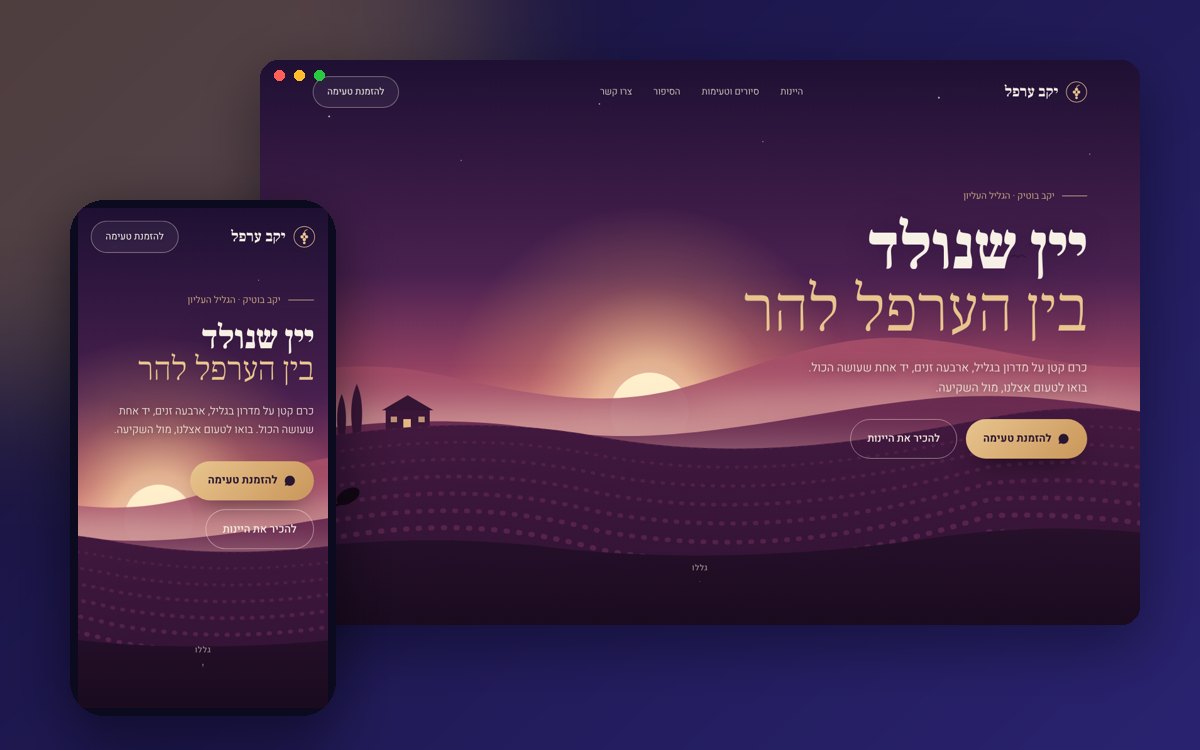 יקב ערפל
היינות
סיורים וטעימות
הסיפור
צרו קשר
להזמנת טעימה
יקב בוטיק · הגליל העליון
יין שנולד
בין הערפל להר
כרם קטן על מדרון בגליל, ארבעה זנים, יד אחת שעושה הכול.
בואו לטעום אצלנו, מול השקיעה.
להזמנת טעימה
להכיר את היינות
גללו
יקב ערפל
להזמנת טעימה
יקב בוטיק · הגליל העליון
יין שנולד
בין הערפל להר
כרם קטן על מדרון בגליל, ארבעה זנים, יד אחת
שעושה הכול. בואו לטעום אצלנו, מול השקיעה.
להזמנת טעימה
להכיר את היינות
גללו